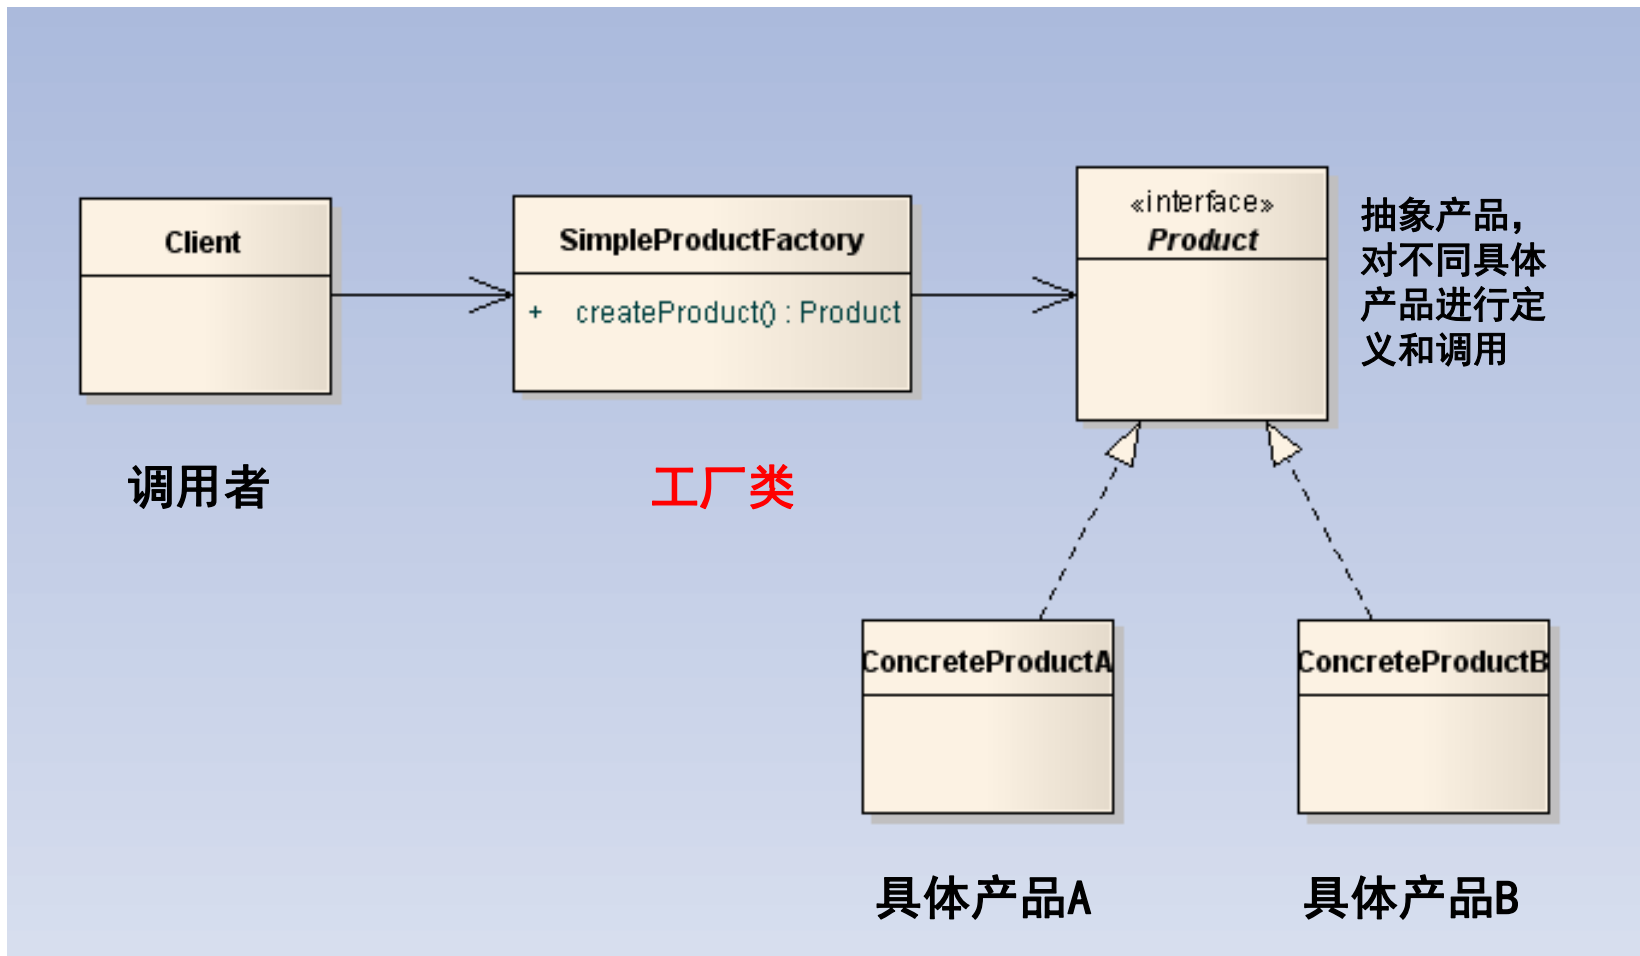 Client
SimpleProductFactory
+ createProduct() : Product
«interface»
Product
抽象产品，
对不同具体
产品进行定
义和调用
调用者
工厂类
ConcreteProductA
ConcreteProductB
具体产品A
具体产品B